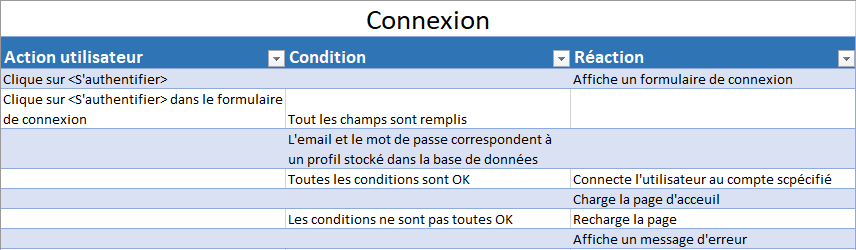 Connexion
Action utilisateur Condition Réaction
Clique sur <S'authentifier> Affiche un formulaire de connexion
Clique sur <S'authentifier> dans le formulaire
de connexion Tout les champs sont remplis
L'email et le mot de passe correspondent à
un profil stocké dans la base de données
Toutes les conditions sont OK Connecte l'utilisateur au compte scpécifié
Charge la page d'acceuil
Les conditions ne sont pas toutes OK Recharge la page
Affiche un message d'erreur